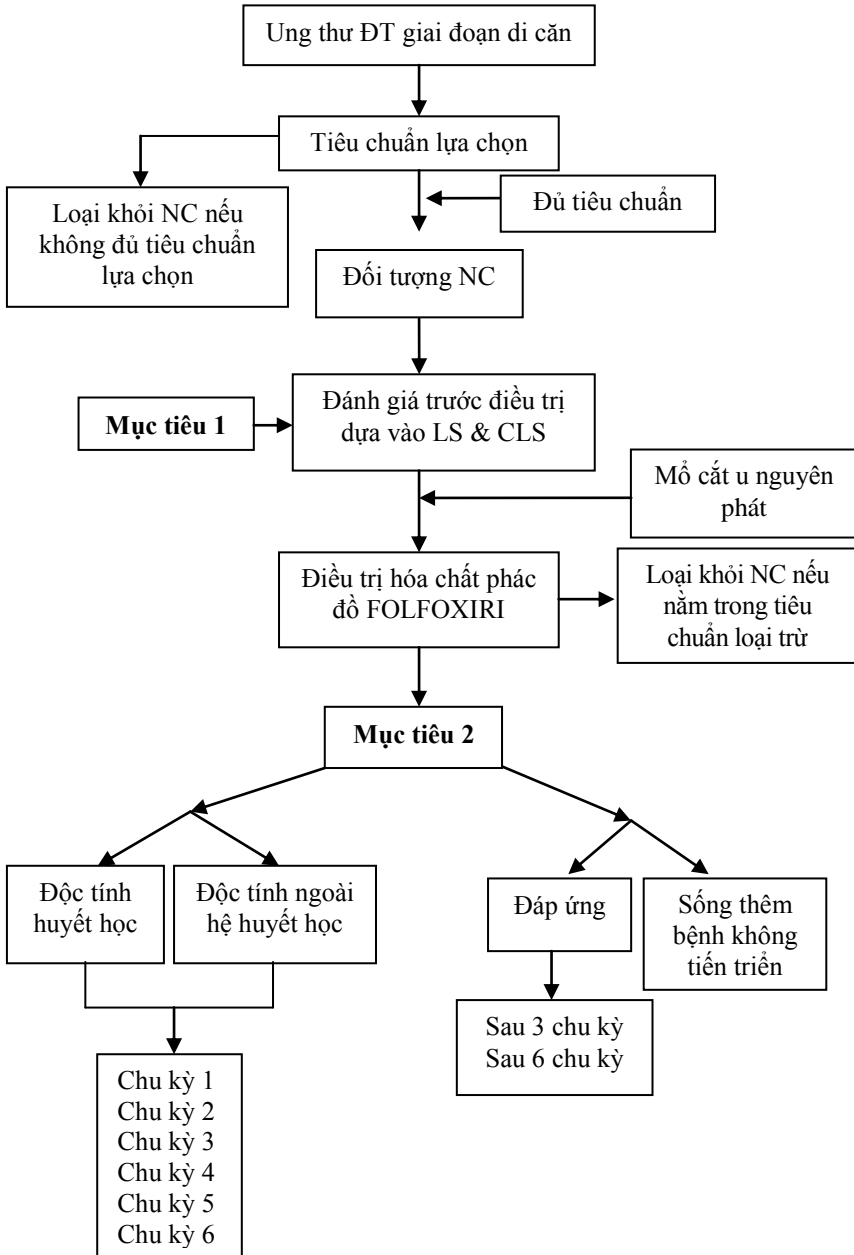 Ung thư ĐT giai đoạn di căn
Tiêu chuẩn lựa chọn
Loại khỏi NC nếu
không đủ tiêu chuẩn
lựa chọn
Đủ tiêu chuẩn
Đối tượng NC
Mục tiêu 1
Đánh giá trước điều trị
dựa vào LS & CLS
Mổ cắt u nguyên
phát
Điều trị hóa chất phác
đồ FOLFOXIRI
Loại khỏi NC nếu
nằm trong tiêu
chuẩn loại trừ
Mục tiêu 2
Độc tính
huyết học
Độc tính ngoài
hệ huyết học
Đáp ứng
Sống thêm
bệnh không
tiến triển
Sau 3 chu kỳ
Sau 6 chu kỳ
Chu kỳ 1
Chu kỳ 2
Chu kỳ 3
Chu kỳ 4
Chu kỳ 5
Chu kỳ 6